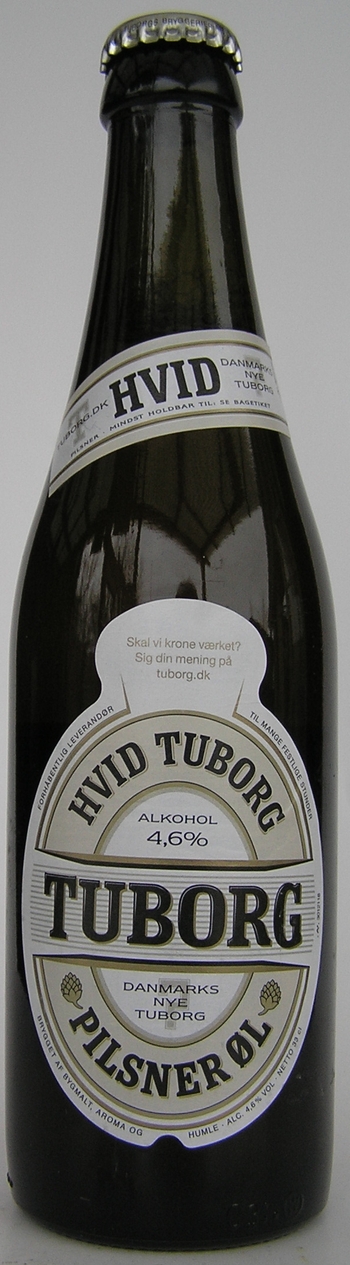 TUBORG.DK
HVID
DANMARKS
NYE
TUBORG
PILSNER · MINDST HOLDBAR TIL: SE BAGETIKET
Skal vi krone værket?
Sig din mening på
tuborg.dk
FORHÅBENTLIG LEVERANDØR
TIL MANGE FESTLIGE STUNDER
HVID TUBORG
ALKOHOL
4,6%
TUBORG
DANMARKS
NYE
TUBORG
PILSNER ØL
BRYGGET AF BYGMALT, AROMA OG
HUMLE · ALC. 4,6% VOL · NETTO 33 cl